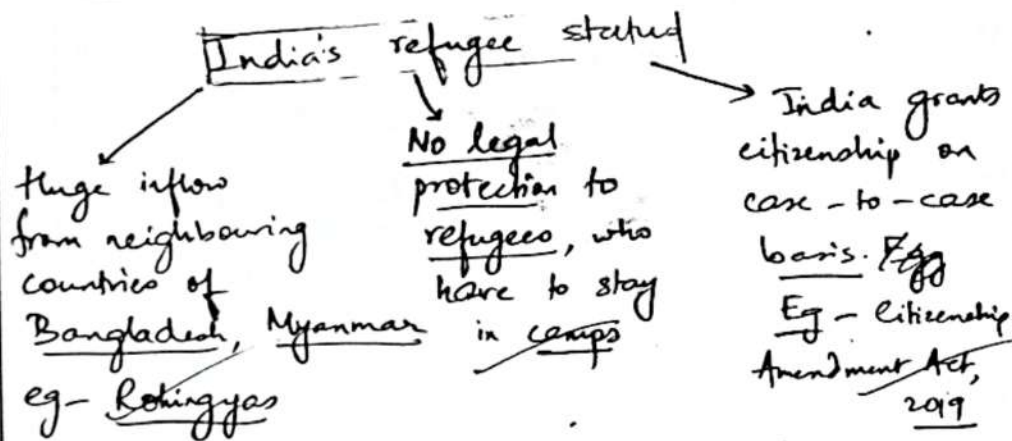 India's refugee status
Huge inflow
from neighbouring
countries of
Bangladesh, Myanmar
eg- Rohingyas
No legal
protection to
refugees, who
have to stay
in camps
India grants
citizenship on
case-to-case
basis. Eg
Eg - Citizenship
Amendment Act,
2019